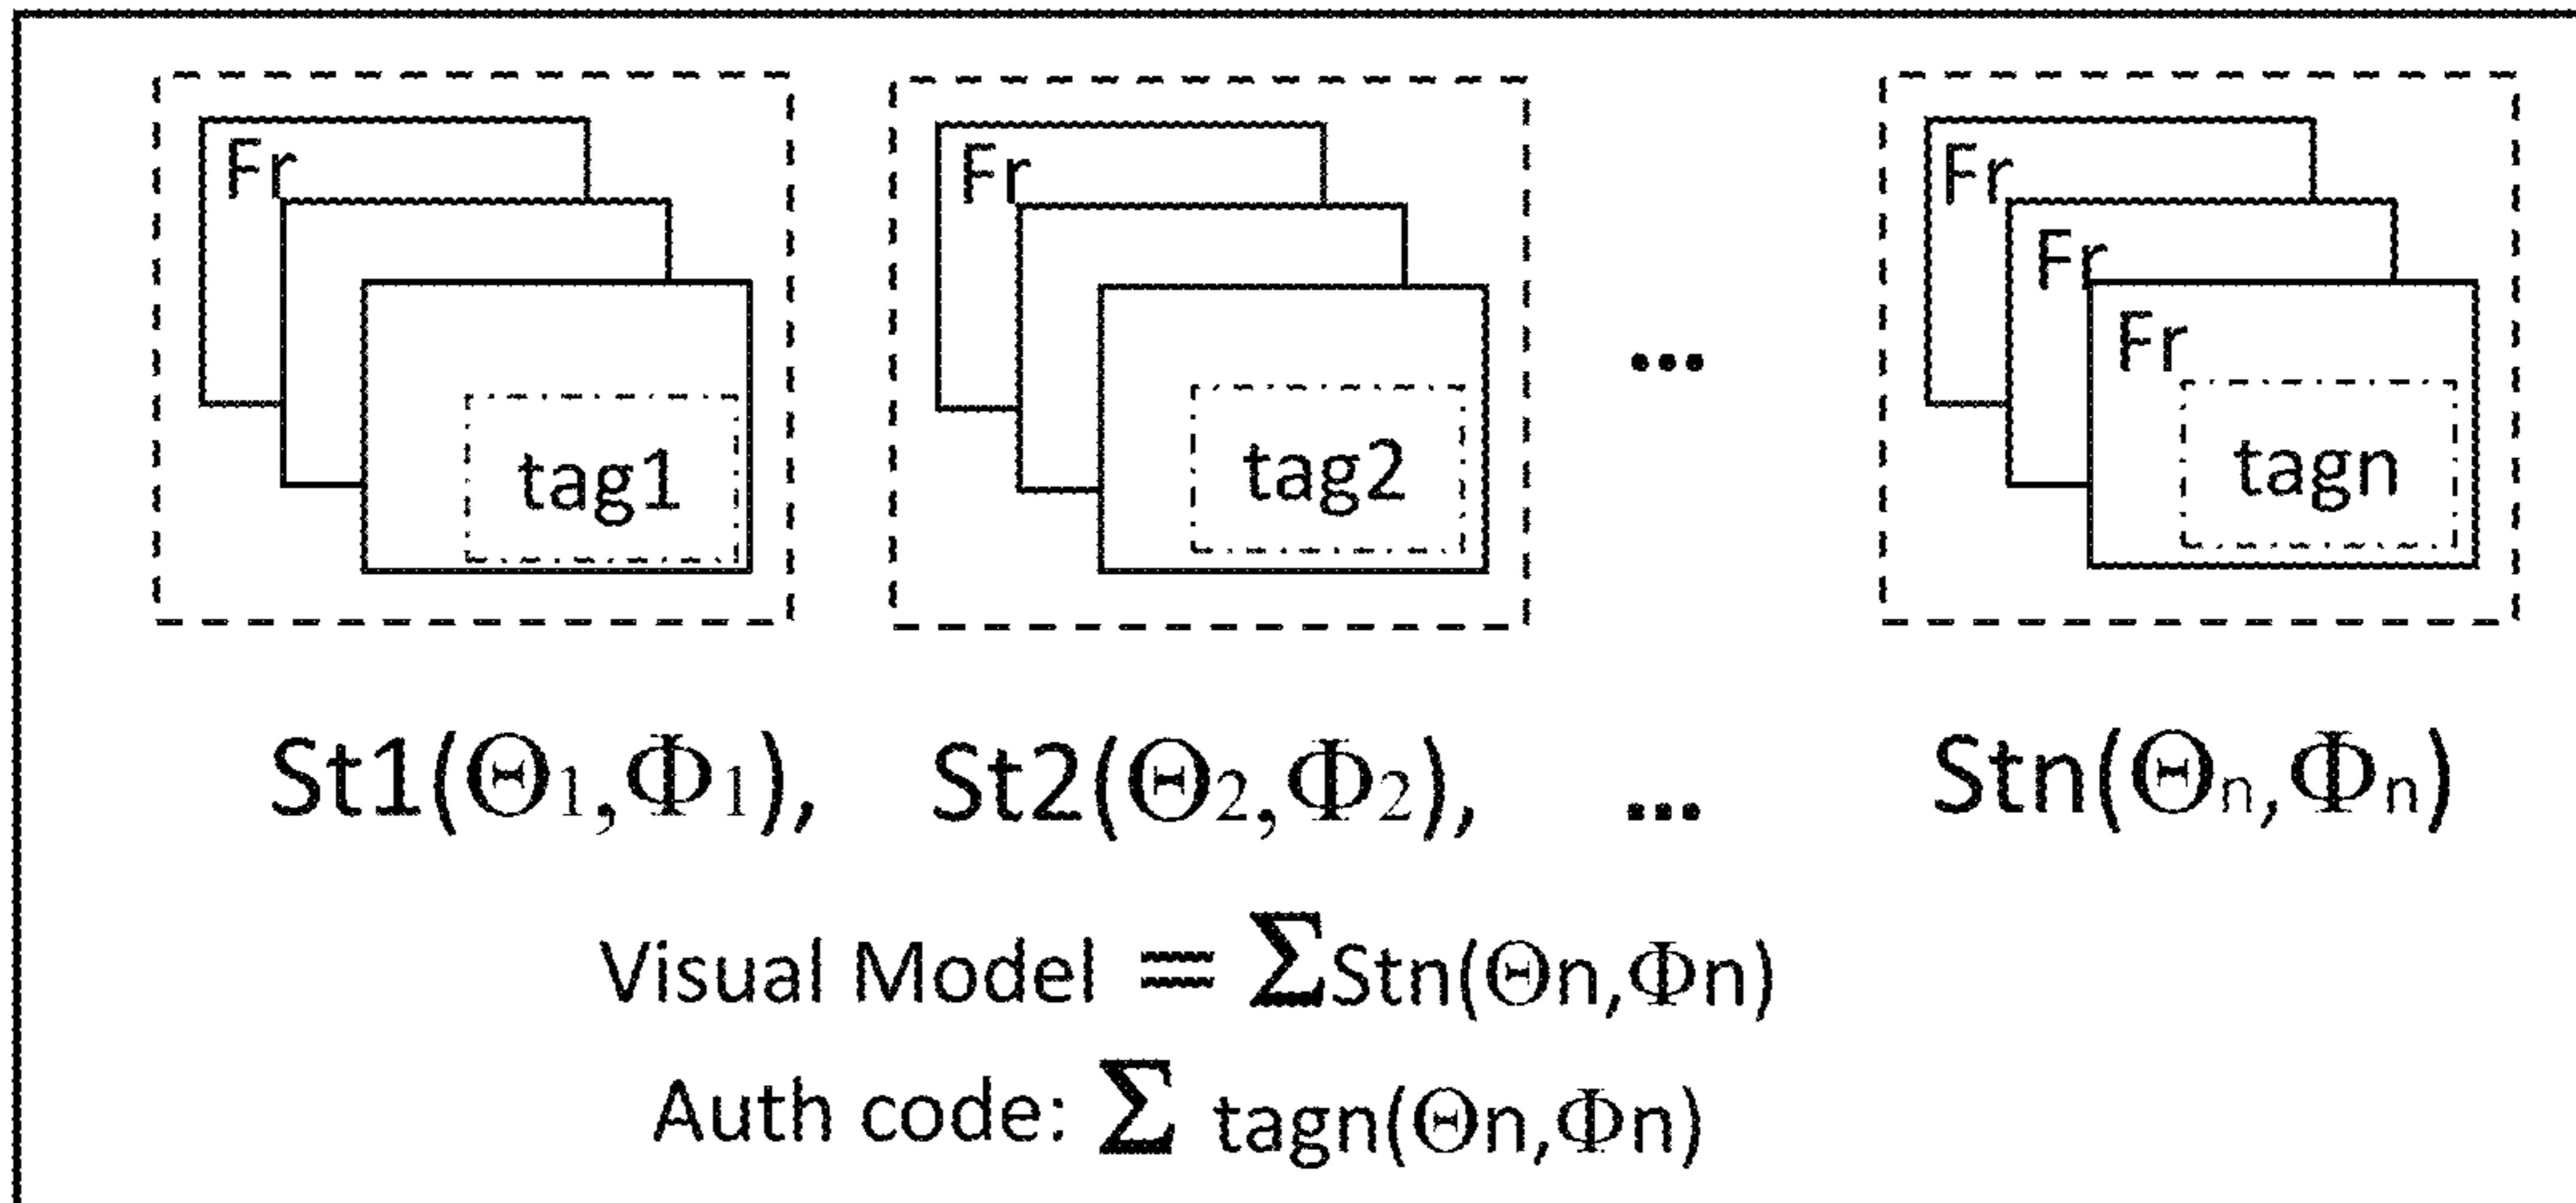 Fr Fr Fr
Fr
Fr
tag1 tag2 ... tagn
St1(Θ1,Φ1), St2(Θ2,Φ2), ... Stn(Θn,Φn)
Visual Model = ΣStn(Θn,Φn)
Auth code: Σ tagn(Θn,Φn)